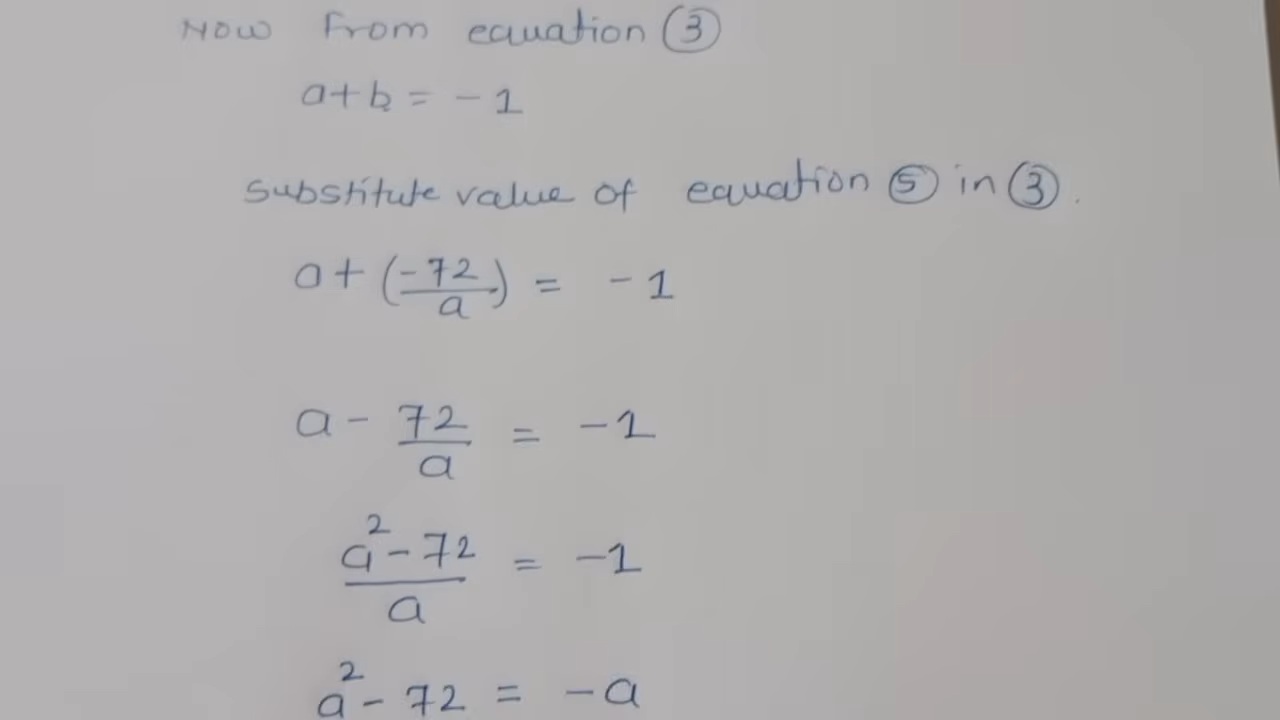 Now From equation ③
a+b = -1
substitute value of equation ⑤ in ③.
a + (-72/a) = -1
a - 72/a = -1
a² - 72/a = -1
a² - 72 = -a